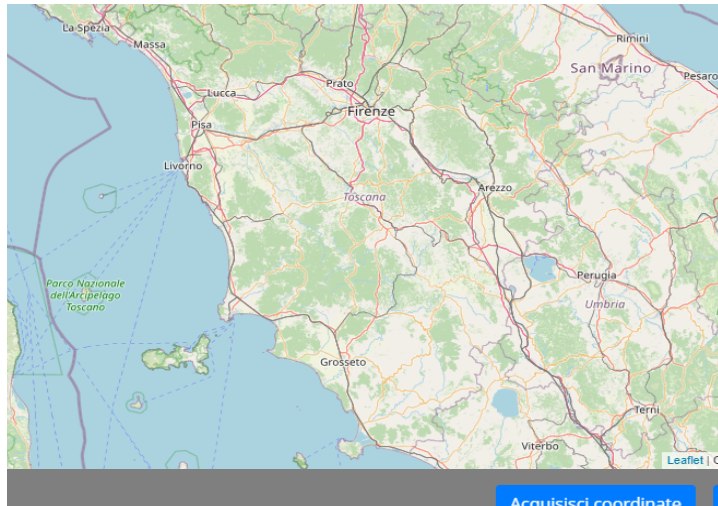 La Spezia
Massa
Rimini
San Marino
Pesaro
Prato
Lucca
Firenze
Pisa
Livorno
Arezzo
Toscana
Parco Nazionale
dell'Arcipelago
Toscano
Perugia
Umbria
Grosseto
Terni
Viterbo
Leaflet |
Acquisisci coordinate